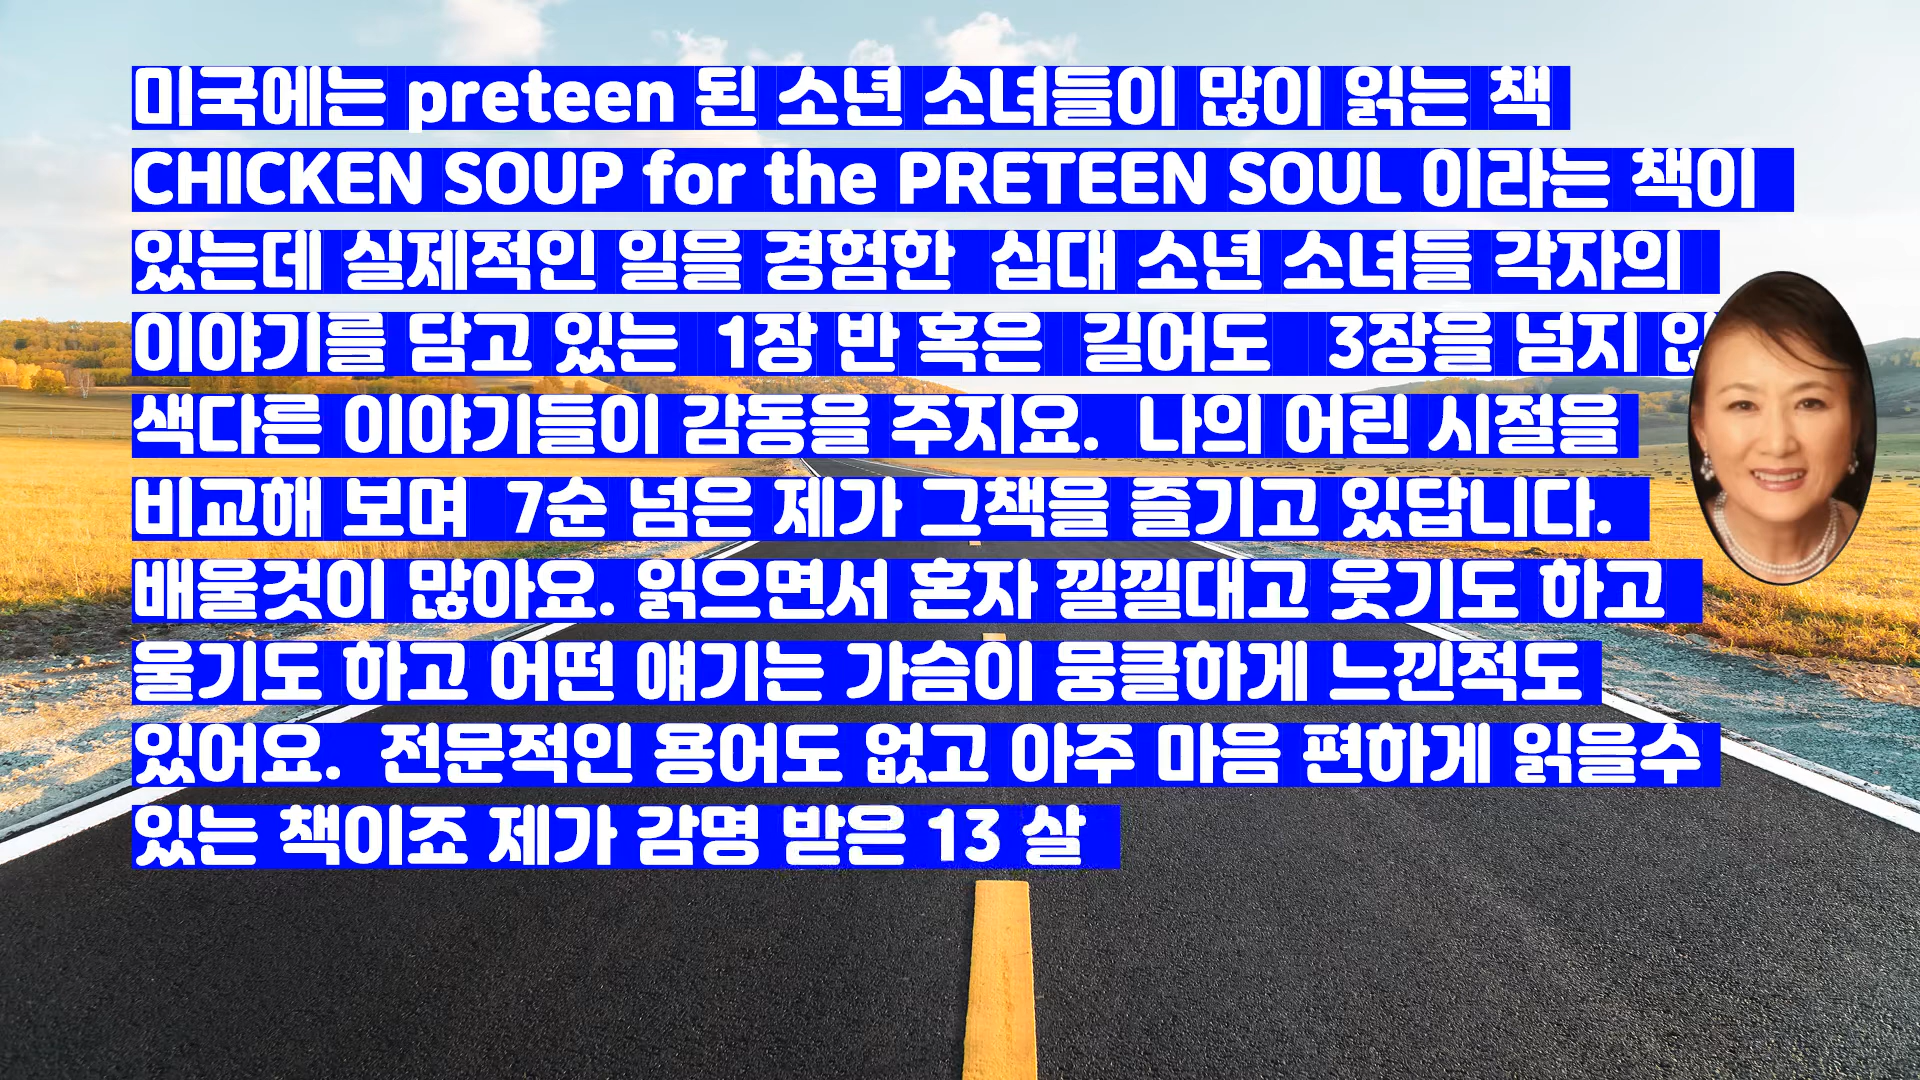 미국에는 preteen 된 소년 소녀들이 많이 읽는 책
CHICKEN SOUP for the PRETEEN SOUL 이라는 책이
있는데 실제적인 일을 경험한 십대 소년 소녀들 각자의
이야기를 담고 있는 1장 반 혹은 길어도 3장을 넘지
색다른 이야기들이 감동을 주지요. 나의 어린 시절을
비교해 보며 7순 넘은 제가 그책을 즐기고 있답니다.
배울것이 많아요. 읽으면서 혼자 낄낄대고 웃기도 하고
울기도 하고 어떤 얘기는 가슴이 뭉클하게 느낀적도
있어요. 전문적인 용어도 없고 아주 마음 편하게 읽을수
있는 책이죠 제가 감명 받은 13 살